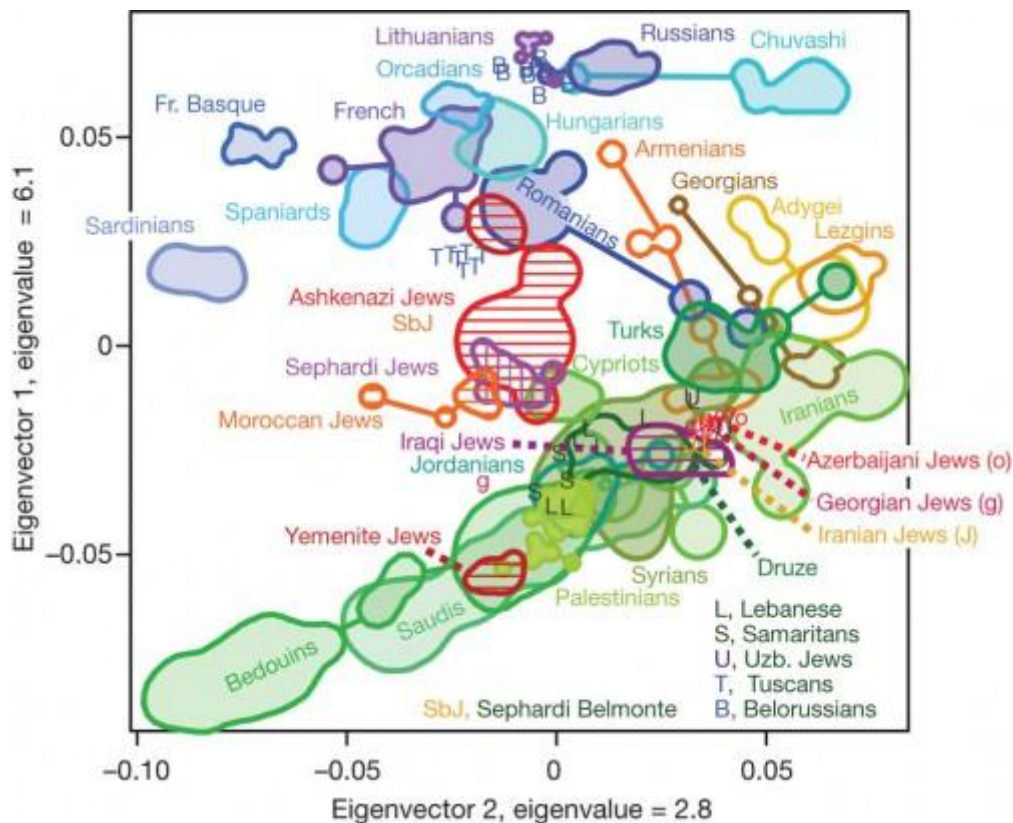 Lithuanians
Russians
Chuvashi
Orcadians
B
B
B
B
B
B
B
Fr. Basque
French
Hungarians
0.05
Armenians
Georgians
Romanians
Adygei
Spaniards
Lezgins
Sardinians
TTTT
TT
Ashkenazi Jews
SbJ
Turks
0
Sephardi Jews
Cypriots
Iranians
U
Moroccan Jews
L
o
L
Iraqi Jews
L
S
Azerbaijani Jews (o)
Jordanians
g
S
S
Georgian Jews (g)
LL
Iranian Jews (J)
Yemenite Jews
−0.05
Syrians
Druze
Palestinians
Saudis
L, Lebanese
S, Samaritans
Bedouins
U, Uzb. Jews
T, Tuscans
SbJ, Sephardi Belmonte
B, Belorussians
−0.10
−0.05
0
0.05
Eigenvector 2, eigenvalue = 2.8
Eigenvector 1, eigenvalue = 6.1